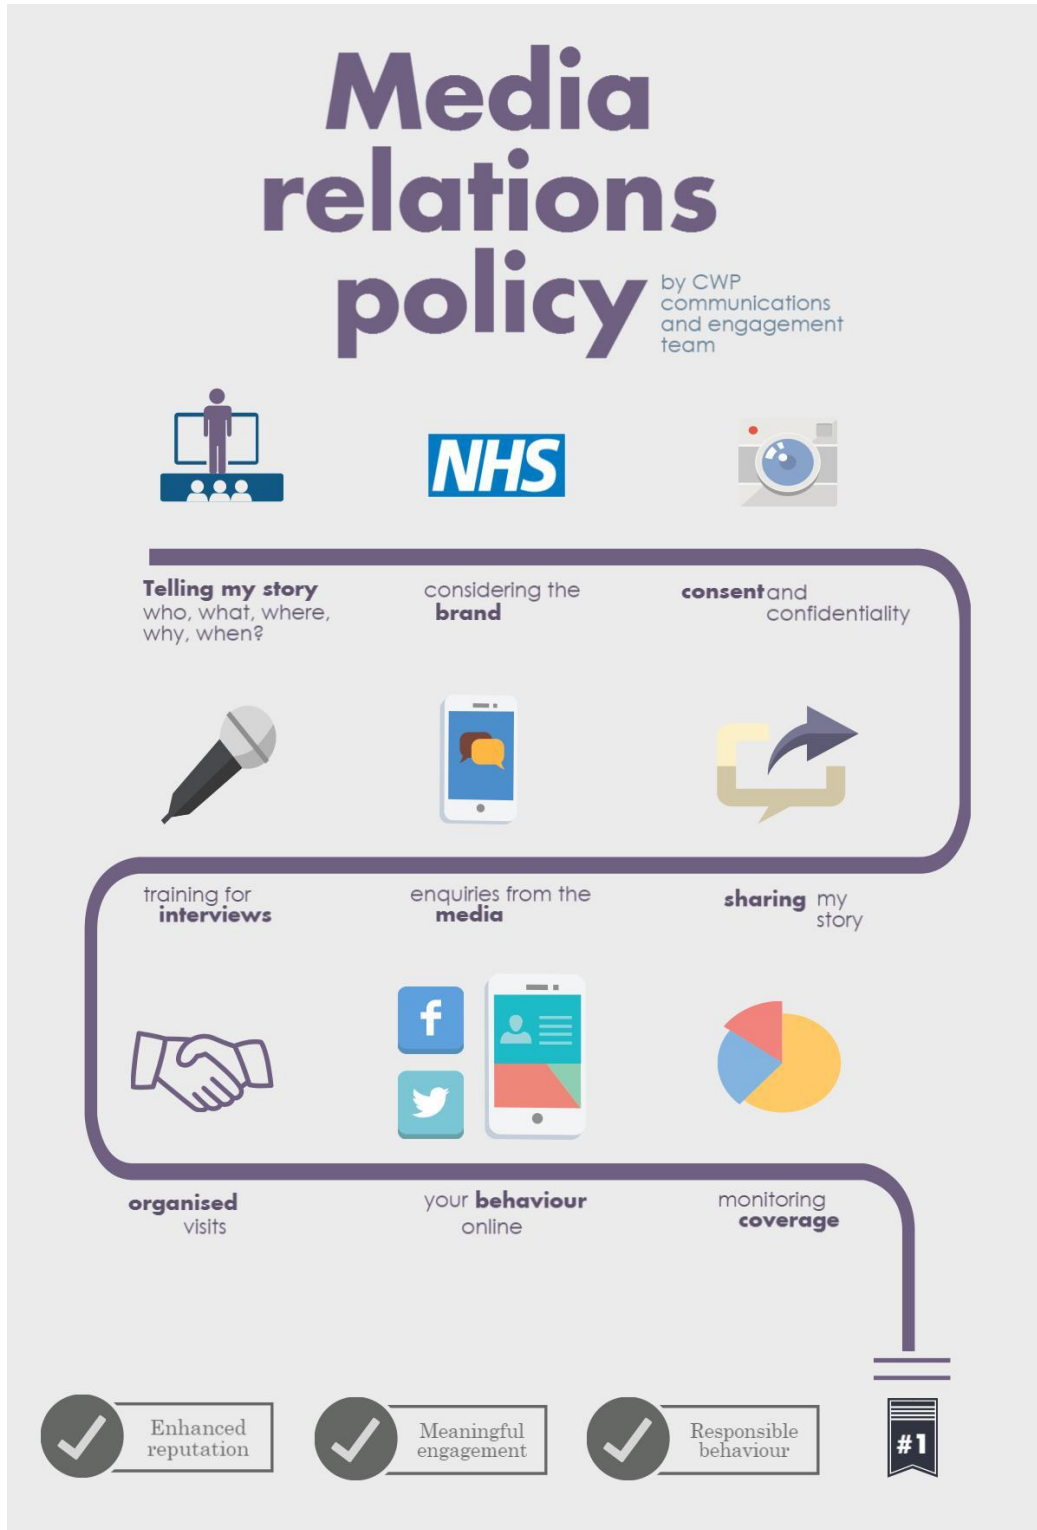 Media
relations
policy
by CWP
communications
and engagement
team
NHS
Telling my story
who, what, where,
why, when?
considering the
brand
consent and
confidentiality
training for
interviews
enquiries from the
media
sharing my
story
f
organised
visits
your behaviour
online
monitoring
coverage
Enhanced
reputation
Meaningful
engagement
Responsible
behaviour
#1